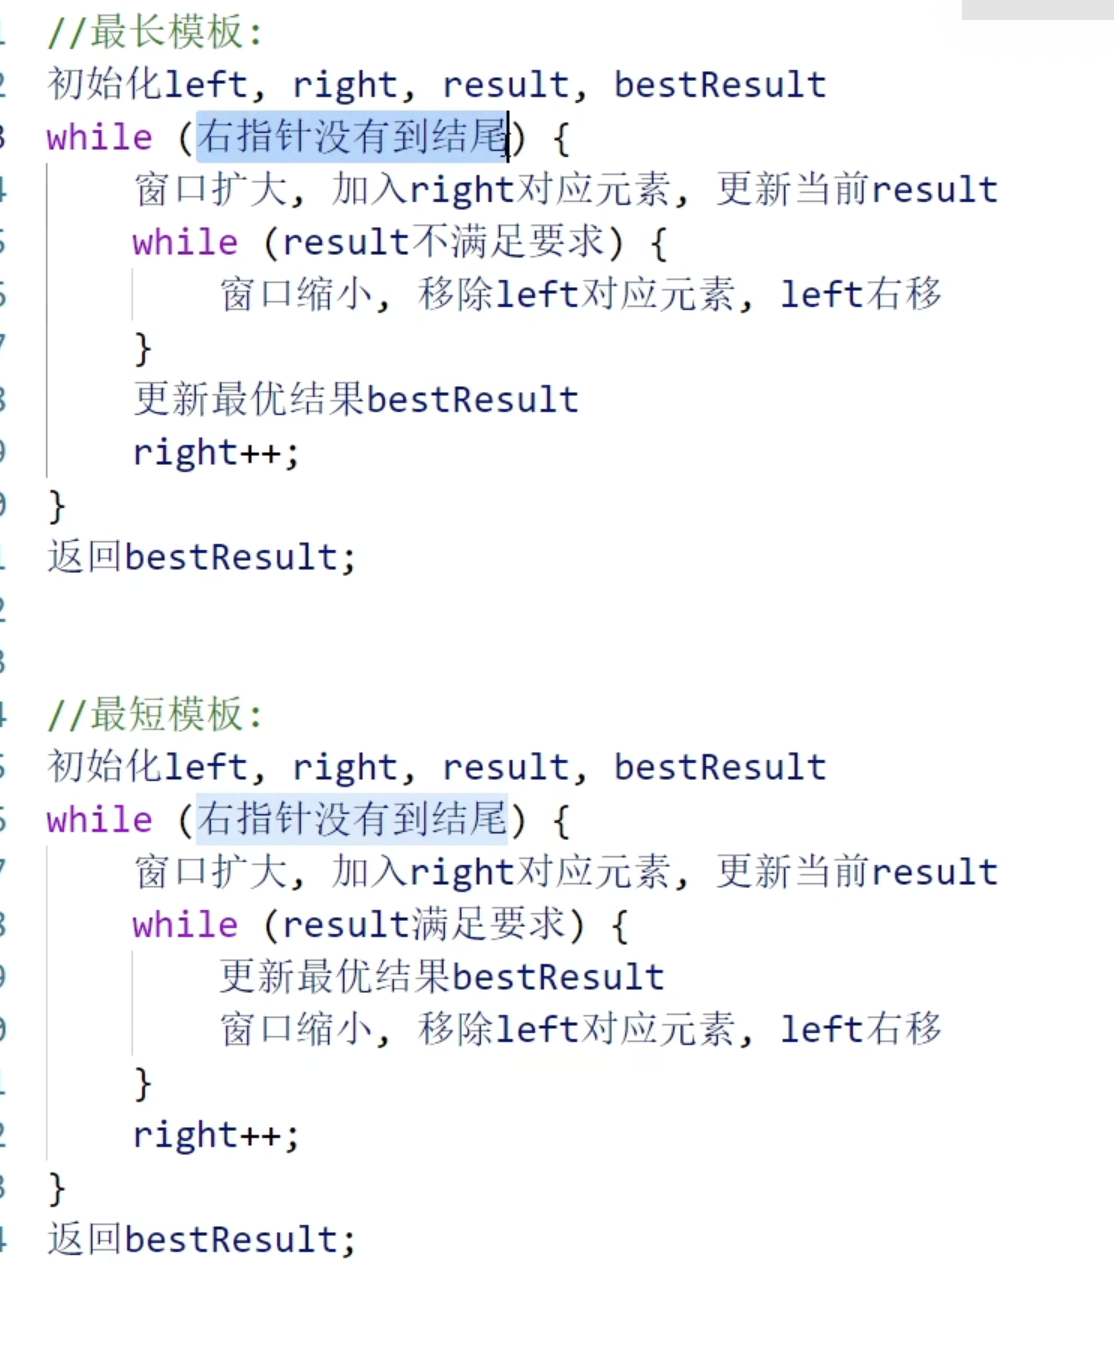 //最长模板:
初始化left, right, result, bestResult
while (右指针没有到结尾) {
窗口扩大, 加入right对应元素, 更新当前result
while (result不满足要求) {
窗口缩小, 移除left对应元素, left右移
}
更新最优结果bestResult
right++;
}
返回bestResult;
//最短模板:
初始化left, right, result, bestResult
while (右指针没有到结尾) {
窗口扩大, 加入right对应元素, 更新当前result
while (result满足要求) {
更新最优结果bestResult
窗口缩小, 移除left对应元素, left右移
}
right++;
}
返回bestResult;